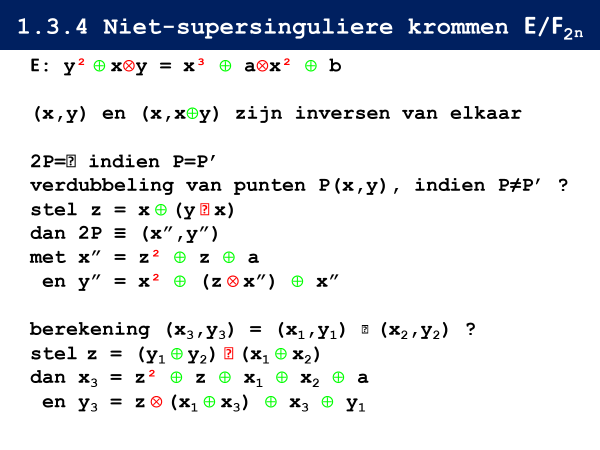 1.3.4 Niet-supersinguliere krommen E/F₂ₙ
E: y² ⊕ x⊗y = x³ ⊕ a⊗x² ⊕ b
(x,y) en (x,x⊕y) zijn inversen van elkaar
2P=⍰ indien P=P′
verdubbeling van punten P(x,y), indien P≠P′ ?
stel z = x⊕(y⍰x)
dan 2P ≡ (x″,y″)
met x″ = z² ⊕ z ⊕ a
en y″ = x² ⊕ (z⊗x″) ⊕ x″
berekening (x₃,y₃) = (x₁,y₁) ⍰ (x₂,y₂) ?
stel z = (y₁⊕y₂)⍰(x₁⊕x₂)
dan x₃ = z² ⊕ z ⊕ x₁ ⊕ x₂ ⊕ a
en y₃ = z⊗(x₁⊕x₃) ⊕ x₃ ⊕ y₁